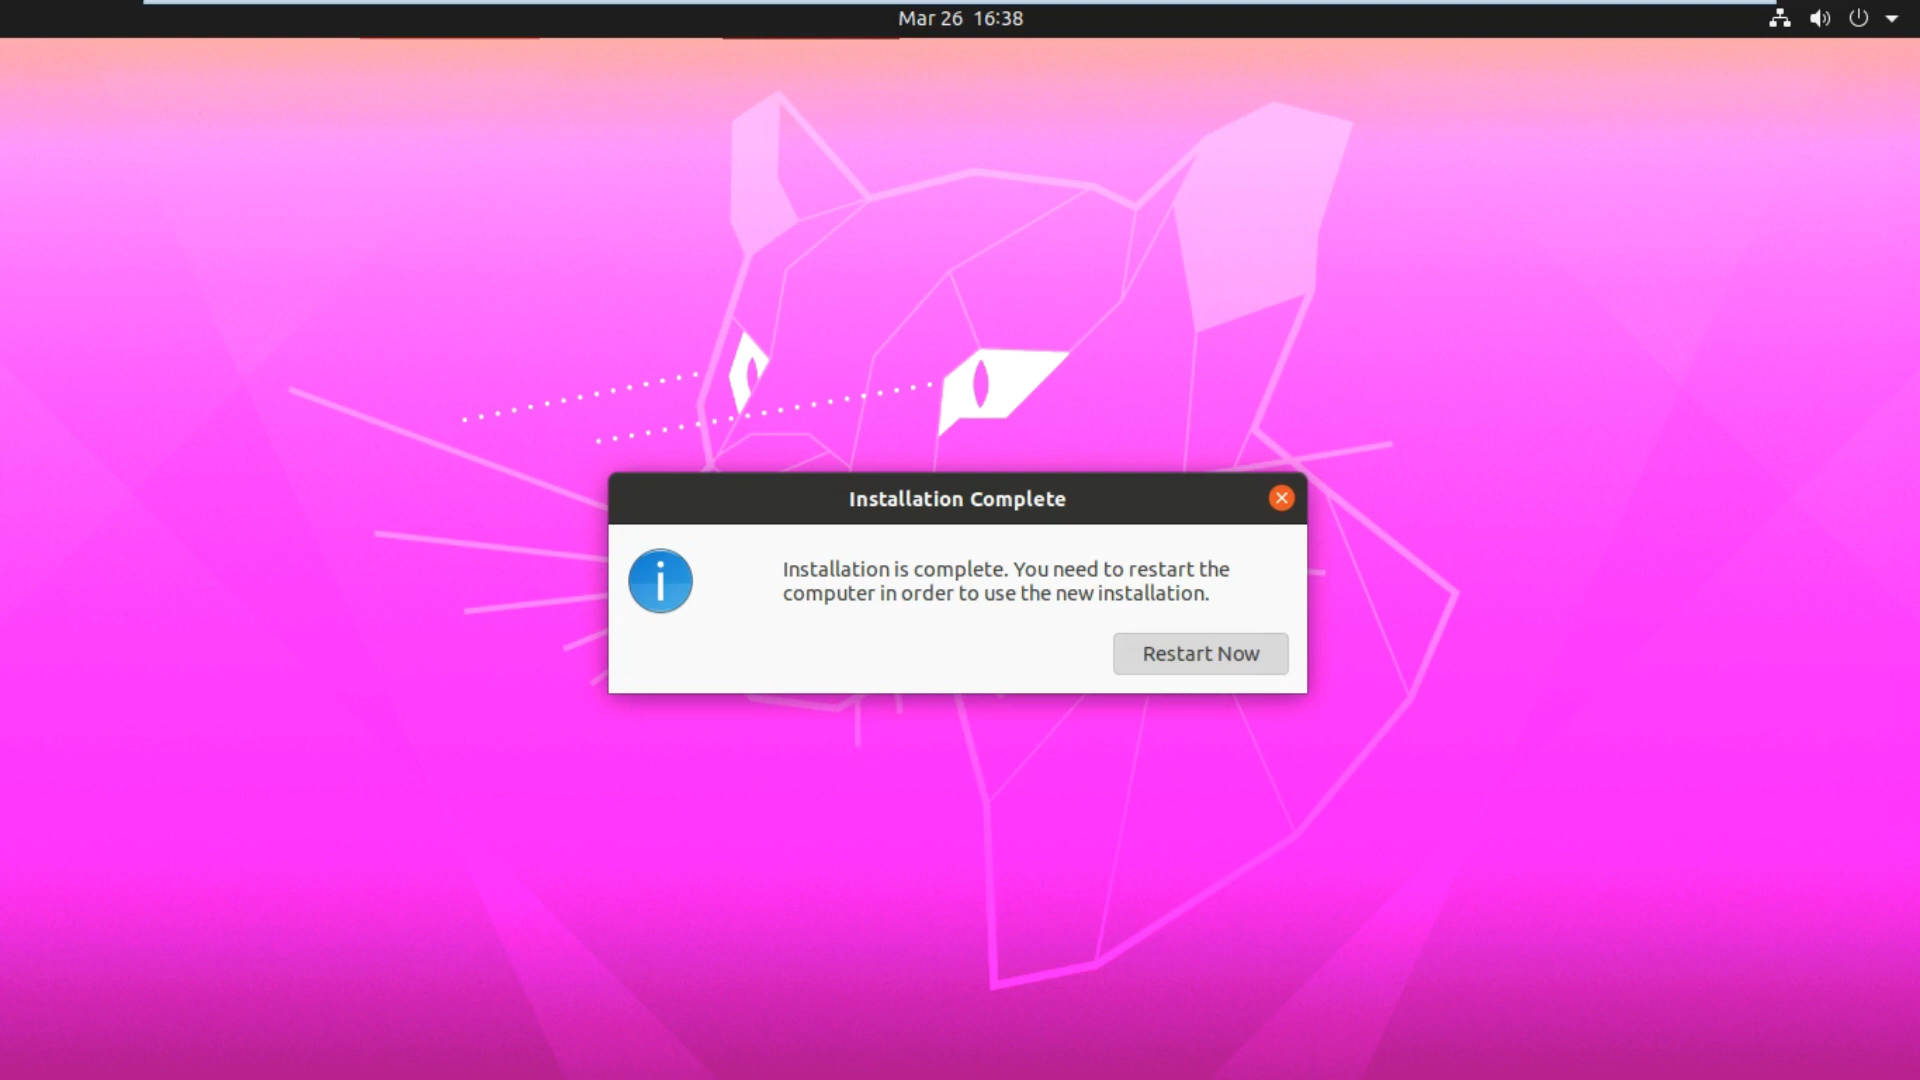 Mar 26 16:38
Installation Complete
Installation is complete. You need to restart the
computer in order to use the new installation.
Restart Now